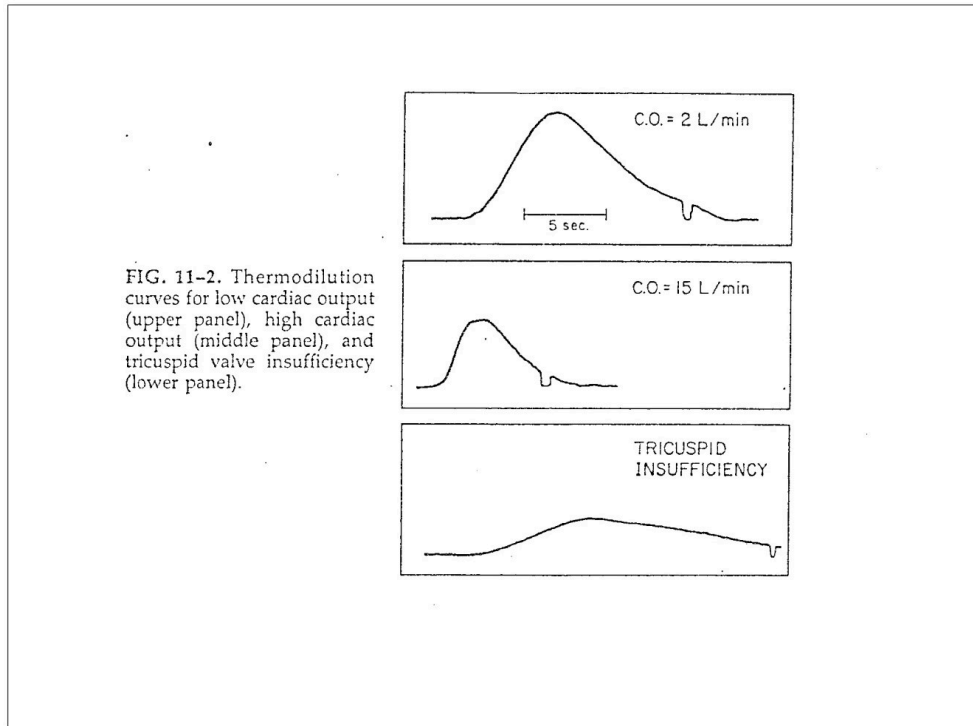 C.O.= 2 L/min
5 sec.
FIG. 11–2. Thermodilution
curves for low cardiac output
(upper panel), high cardiac
output (middle panel), and
tricuspid valve insufficiency
(lower panel).
C.O.= 15 L/min
TRICUSPID
INSUFFICIENCY